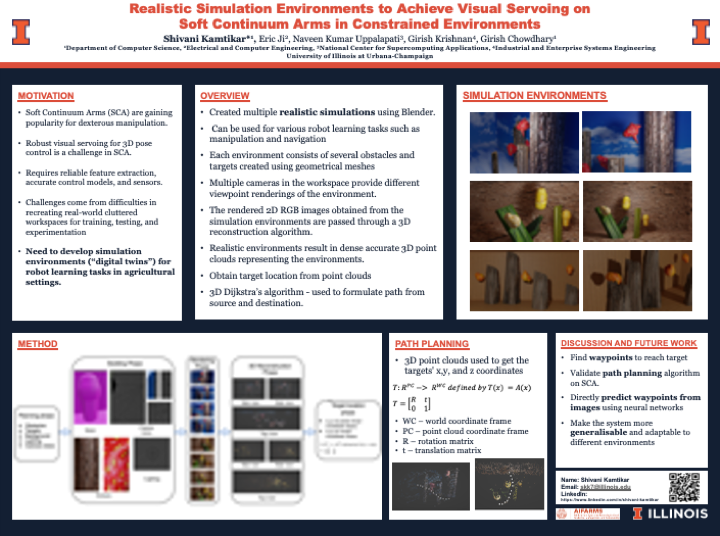 Realistic Simulation Environments to Achieve Visual Servoing on
Soft Continuum Arms in Constrained Environments
Shivani Kamtikar*¹, Eric Ji², Naveen Kumar Uppalapati³, Girish Krishnan⁴, Girish Chowdhary¹
¹Department of Computer Science, ²Electrical and Computer Engineering, ³National Center for Supercomputing Applications, ⁴Industrial and Enterprise Systems Engineering
University of Illinois at Urbana-Champaign
MOTIVATION
• Soft Continuum Arms (SCA) are gaining
popularity for dexterous manipulation.
• Robust visual servoing for 3D pose
control is a challenge in SCA.
• Requires reliable feature extraction,
accurate control models, and sensors.
• Challenges come from difficulties in
recreating real-world cluttered
workspaces for training, testing, and
experimentation
• Need to develop simulation
environments ("digital twins") for
robot learning tasks in agricultural
settings.
OVERVIEW
• Created multiple realistic simulations using Blender.
• Can be used for various robot learning tasks such as
manipulation and navigation
• Each environment consists of several obstacles and
targets created using geometrical meshes
• Multiple cameras in the workspace provide different
viewpoint renderings of the environment.
• The rendered 2D RGB images obtained from the
simulation environments are passed through a 3D
reconstruction algorithm.
• Realistic environments result in dense accurate 3D point
clouds representing the environments.
• Obtain target location from point clouds
• 3D Dijkstra's algorithm - used to formulate path from
source and destination.
SIMULATION ENVIRONMENTS
METHOD
PATH PLANNING
• 3D point clouds used to get the
targets' x,y, and z coordinates
T: R^PC -> R^WC defined by T(x) = A(x)
T = [R t
0 1]
• WC – world coordinate frame
• PC – point cloud coordinate frame
• R – rotation matrix
• t – translation matrix
DISCUSSION AND FUTURE WORK
• Find waypoints to reach target
• Validate path planning algorithm
on SCA.
• Directly predict waypoints from
images using neural networks
• Make the system more
generalisable and adaptable to
different environments
Name: Shivani Kamtikar
Email: skk7@illinois.edu
LinkedIn:
https://www.linkedin.com/in/shivani-kamtikar
AIFARMS
ILLINOIS